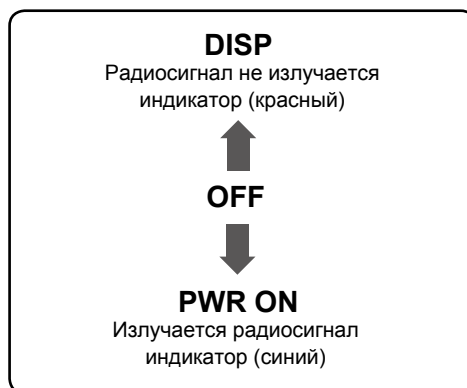 DISP
Радиосигнал не излучается
индикатор (красный)
OFF
PWR ON
Излучается радиосигнал
индикатор (синий)